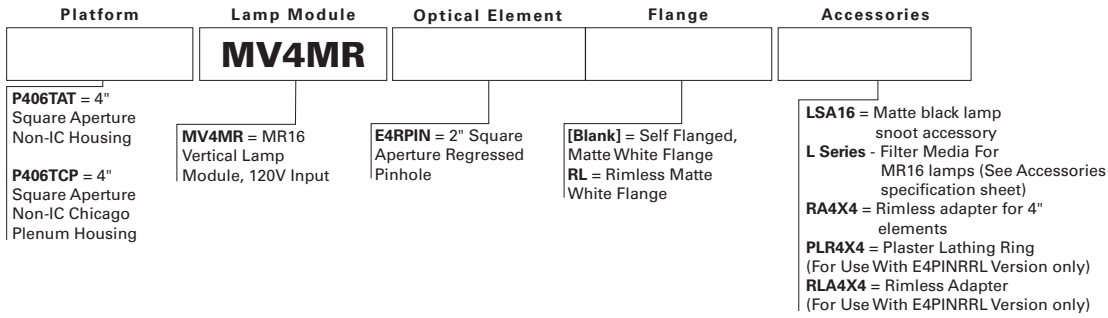 Platform
Lamp Module
Optical Element
Flange
Accessories
MV4MR
P406TAT = 4"
Square Aperture
Non-IC Housing
P406TCP = 4"
Square Aperture
Non-IC Chicago
Plenum Housing
MV4MR = MR16
Vertical Lamp
Module, 120V Input
E4RPIN = 2" Square
Aperture Regressed
Pinhole
[Blank] = Self Flanged,
Matte White Flange
RL = Rimless Matte
White Flange
LSA16 = Matte black lamp
snoot accessory
L Series - Filter Media For
MR16 lamps (See Accessories
specification sheet)
RA4X4 = Rimless adapter for 4"
elements
PLR4X4 = Plaster Lathing Ring
(For Use With E4PINRRL Version only)
RLA4X4 = Rimless Adapter
(For Use With E4PINRRL Version only)